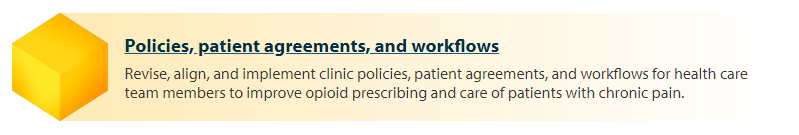 Policies, patient agreements, and workflows
Revise, align, and implement clinic policies, patient agreements, and workflows for health care
team members to improve opioid prescribing and care of patients with chronic pain.